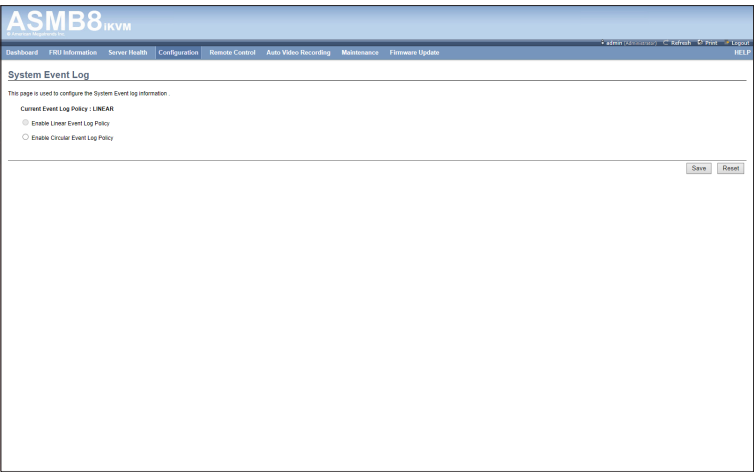 ASMB8 iKVM
© American Megatrends Inc.
• admin (Administrator) Refresh Print Logout
Dashboard FRU Information Server Health Configuration Remote Control Auto Video Recording Maintenance Firmware Update HELP
System Event Log
This page is used to configure the System Event log information .
Current Event Log Policy : LINEAR
Enable Linear Event Log Policy
Enable Circular Event Log Policy
Save Reset